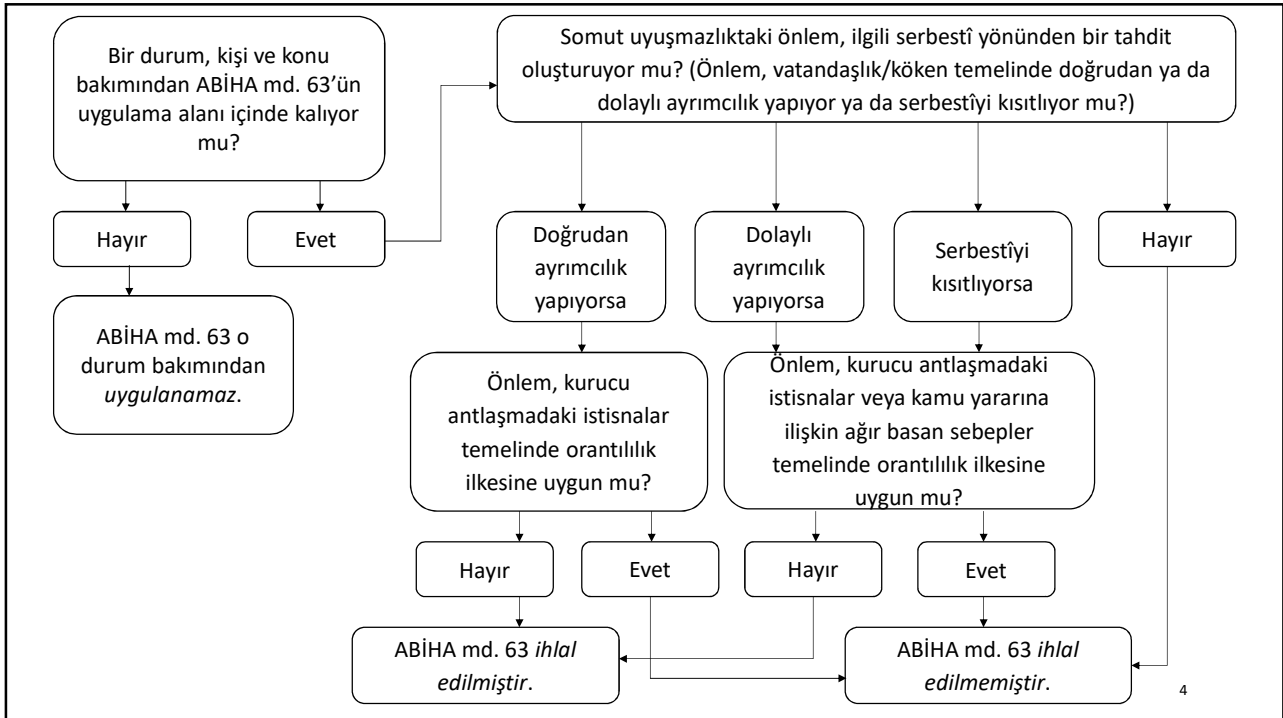 Bir durum, kişi ve konu
bakımından ABİHA md. 63’ün
uygulama alanı içinde kalıyor
mu?
Somut uyuşmazlıktaki önlem, ilgili serbestî yönünden bir tahdit
oluşturuyor mu? (Önlem, vatandaşlık/köken temelinde doğrudan ya da
dolaylı ayrımcılık yapıyor ya da serbestîyi kısıtlıyor mu?)
Hayır
Evet
Doğrudan
ayrımcılık
yapıyorsa
Dolaylı
ayrımcılık
yapıyorsa
Serbestîyi
kısıtlıyorsa
Hayır
ABİHA md. 63 o
durum bakımından
uygulanamaz.
Önlem, kurucu
antlaşmadaki istisnalar
temelinde orantılılık
ilkesine uygun mu?
Önlem, kurucu antlaşmadaki
istisnalar veya kamu yararına
ilişkin ağır basan sebepler
temelinde orantılılık ilkesine
uygun mu?
Hayır
Evet
Hayır
Evet
ABİHA md. 63 ihlal
edilmiştir.
ABİHA md. 63 ihlal
edilmemiştir.
4